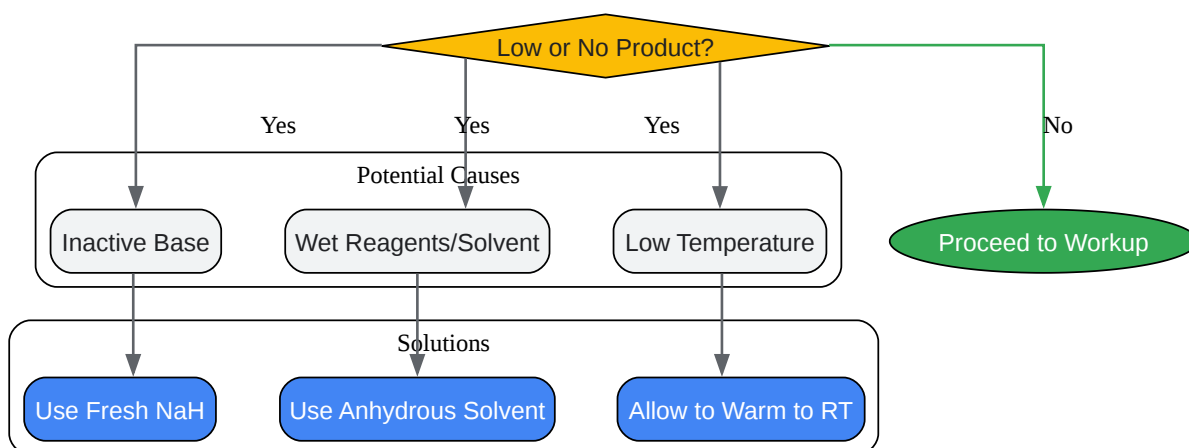 Low or No Product?
Yes
Yes
Yes
No
Potential Causes
Inactive Base
Wet Reagents/Solvent
Low Temperature
Proceed to Workup
Solutions
Use Fresh NaH
Use Anhydrous Solvent
Allow to Warm to RT